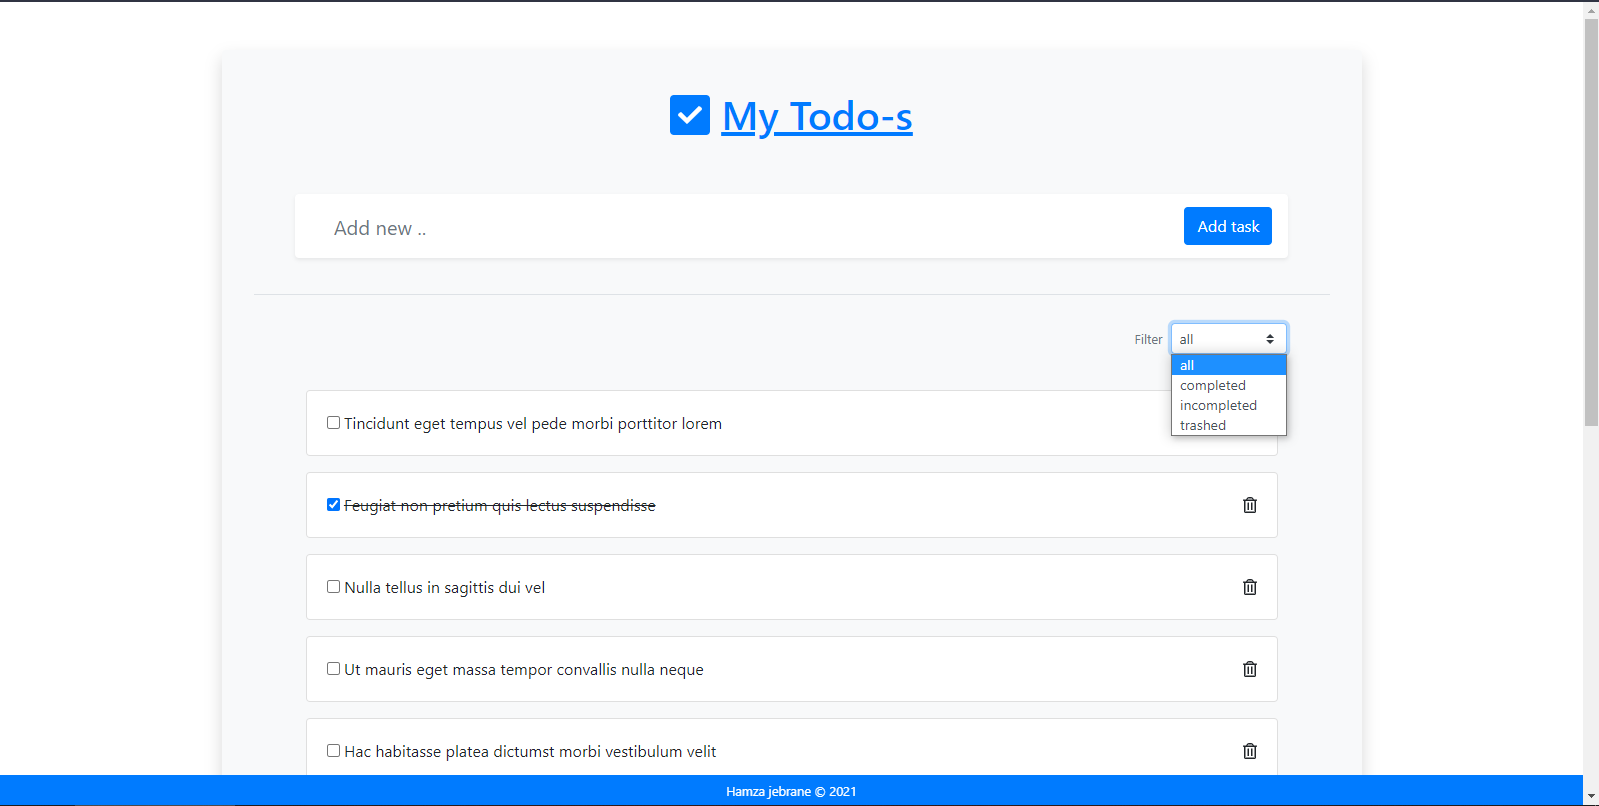 My Todo-s
Add new ..
Add task
Filter
all
all
completed
incompleted
trashed
Tincidunt eget tempus vel pede morbi porttitor lorem
Feugiat non pretium quis lectus suspendisse
Nulla tellus in sagittis dui vel
Ut mauris eget massa tempor convallis nulla neque
Hac habitasse platea dictumst morbi vestibulum velit
Hamza jebrane © 2021